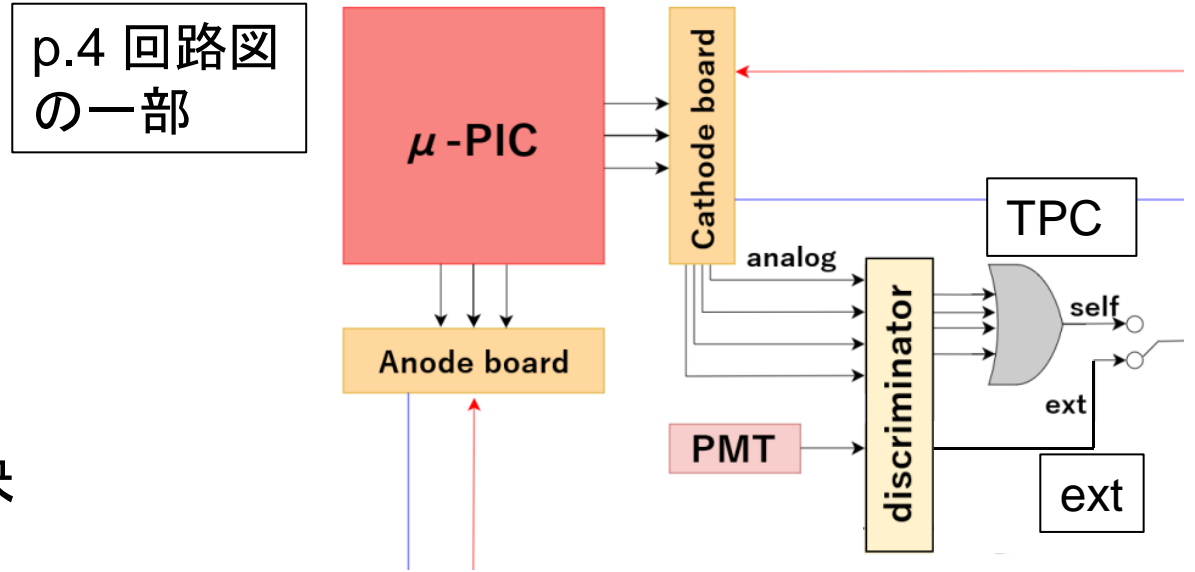 p.4 回路図
の一部
μ-PIC
Cathode board
TPC
analog
self
Anode board
discriminator
ext
PMT
ext